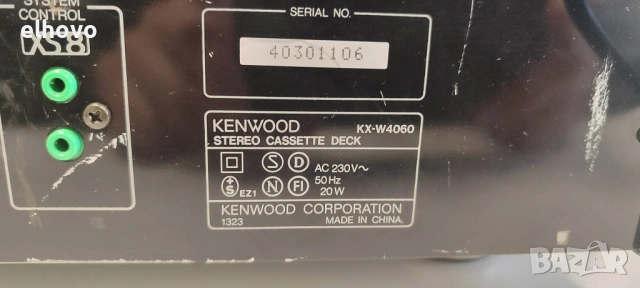 elhovo
SYSTEM
CONTROL
XS8
SERIAL NO.
40301106
KENWOOD KX-W4060
STEREO CASSETTE DECK
S D AC 230V~
50Hz
S EZ1 N FI 20W
KENWOOD CORPORATION
1323 MADE IN CHINA.
BAZAR